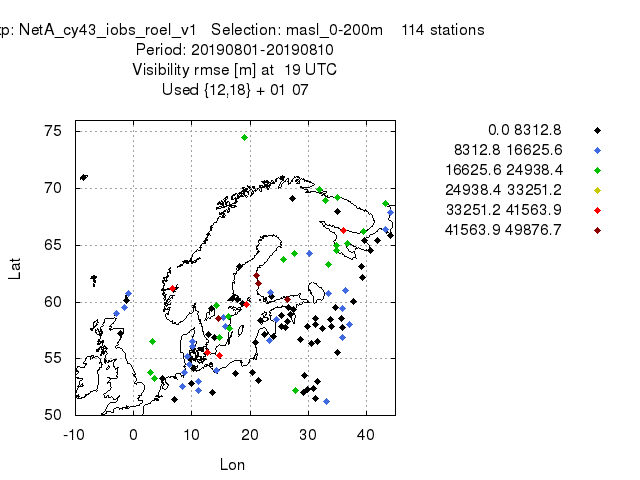 p: NetA_cy43_iobs_roel_v1 Selection: masl_0-200m 114 stations
Period: 20190801-20190810
Visibility rmse [m] at 19 UTC
Used {12,18} + 01 07
0.0 8312.8
8312.8 16625.6
16625.6 24938.4
24938.4 33251.2
33251.2 41563.9
41563.9 49876.7
75
70
65
60
55
50
Lat
-10 0 10 20 30 40
Lon